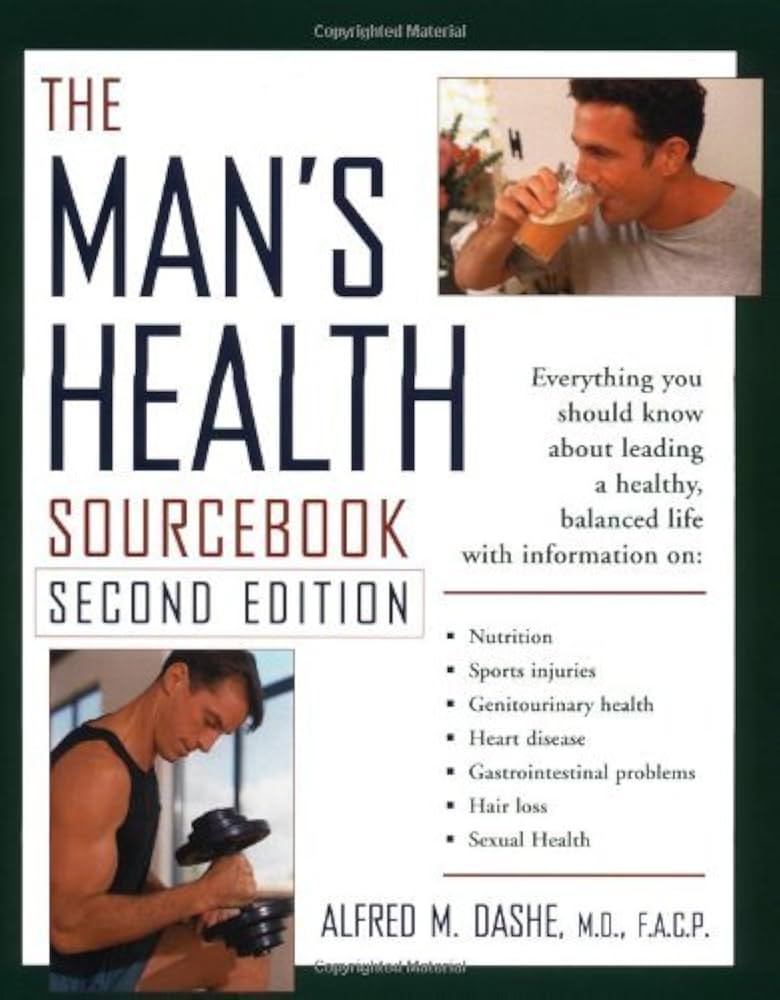 Copyrighted Material
THE
MAN'S
HEALTH
SOURCEBOOK
SECOND EDITION
Everything you
should know
about leading
a healthy,
balanced life
with information on:
▪ Nutrition
▪ Sports injuries
▪ Genitourinary health
▪ Heart disease
▪ Gastrointestinal problems
▪ Hair loss
▪ Sexual Health
ALFRED M. DASHE, M.D., F.A.C.P.
Copyrighted Material